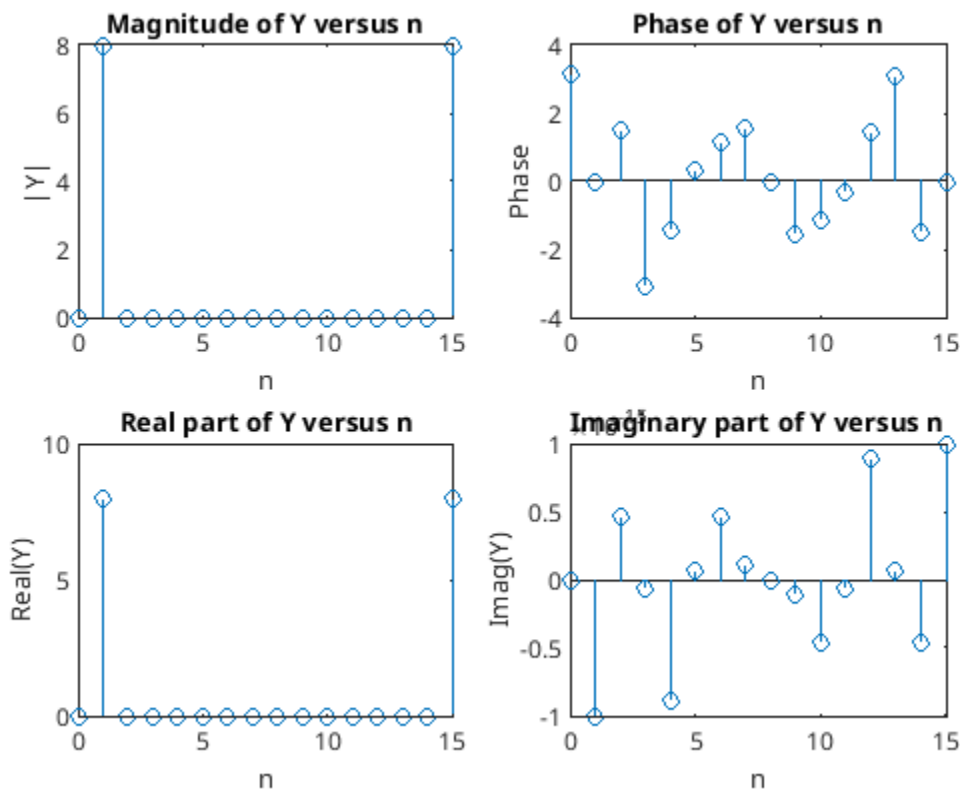 Magnitude of Y versus n
8
6
4
2
0
|Y|
0 5 10 15
n
Phase of Y versus n
4
2
0
-2
-4
Phase
0 5 10 15
n
Real part of Y versus n
10
5
0
Real(Y)
0 5 10 15
n
Imaginary part of Y versus n
1
0.5
0
-0.5
-1
Imag(Y)
0 5 10 15
n